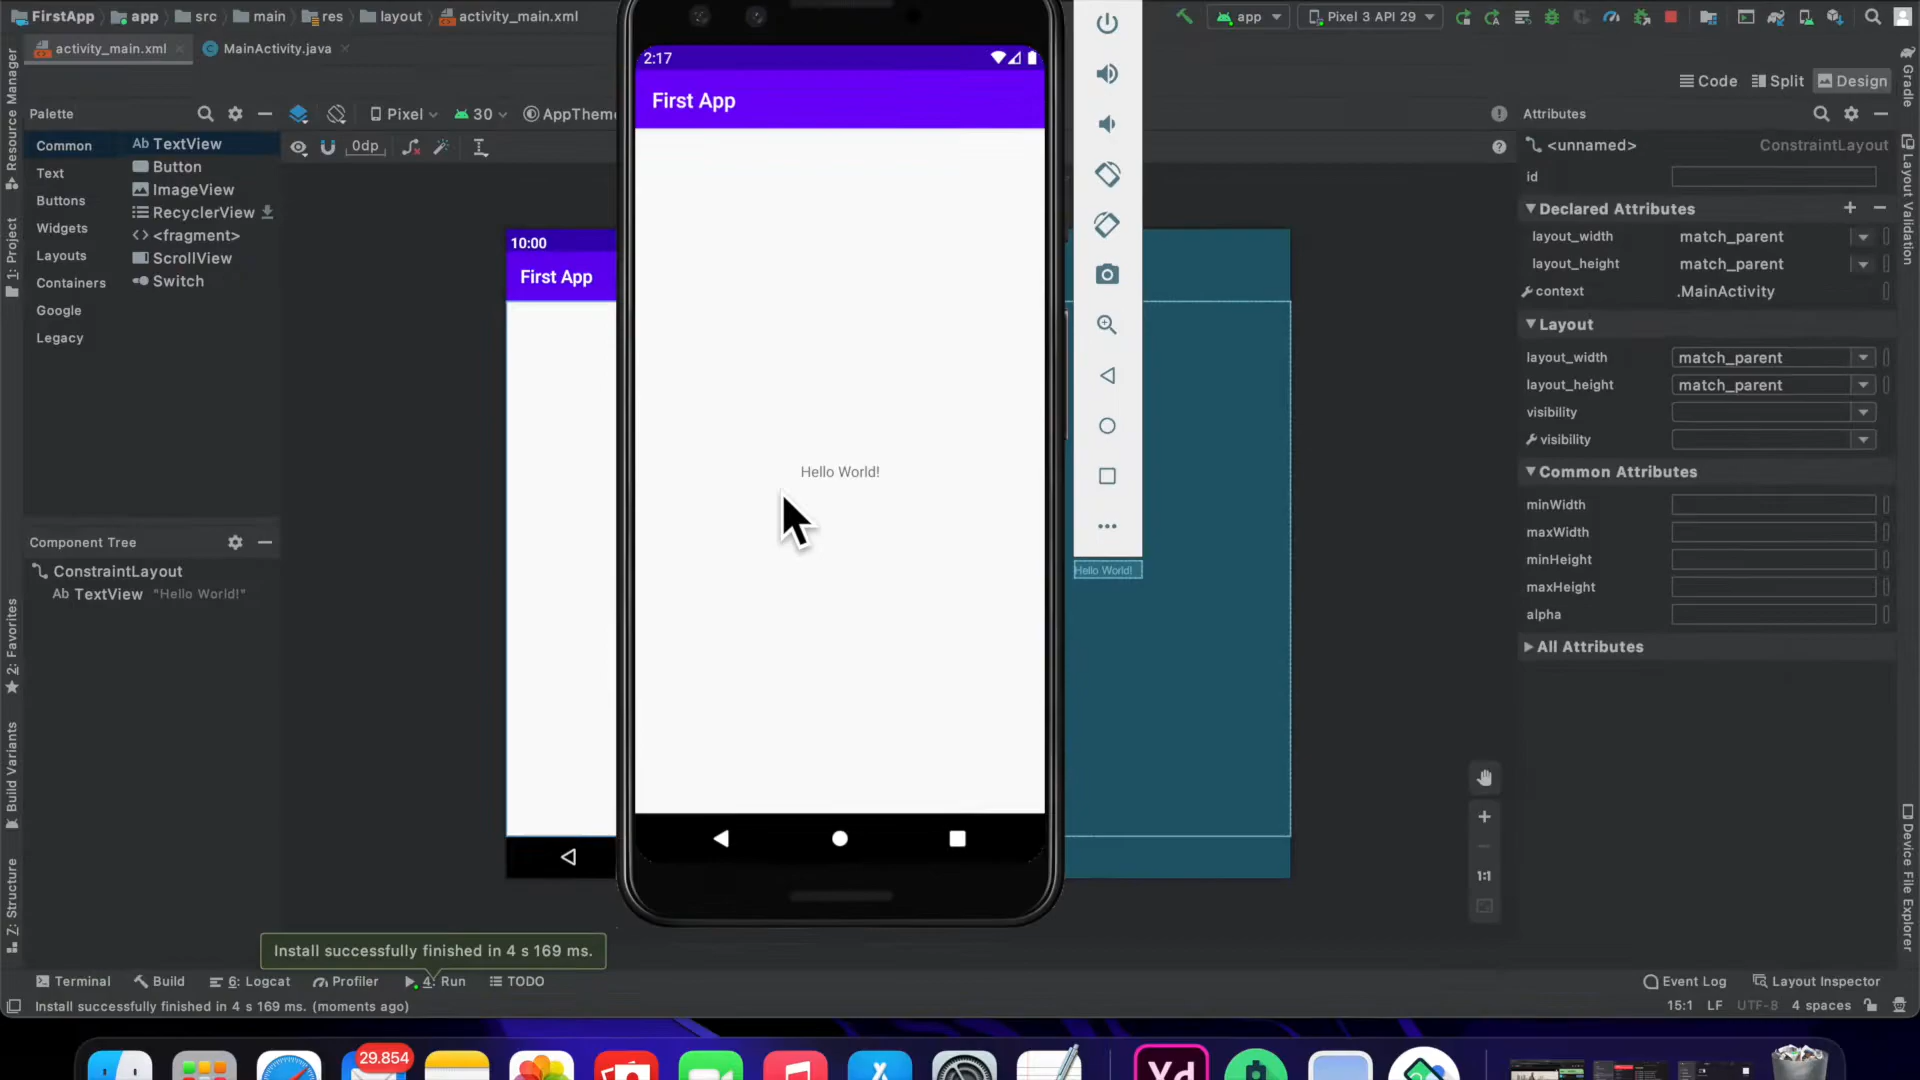 FirstApp app src main res layout activity_main.xml
app Pixel 3 API 29
activity_main.xml MainActivity.java
Code Split Design
Palette
Pixel 30 AppTheme
0dp
Common
Text
Buttons
Widgets
Layouts
Containers
Google
Legacy
Ab TextView
Button
ImageView
RecyclerView
<fragment>
ScrollView
Switch
Component Tree
ConstraintLayout
Ab TextView "Hello World!"
10:00
First App
2:17
First App
Hello World!
Hello World!
1:1
Attributes
<unnamed> ConstraintLayout
id
Declared Attributes
layout_width match_parent
layout_height match_parent
context .MainActivity
Layout
layout_width match_parent
layout_height match_parent
visibility
visibility
Common Attributes
minWidth
maxWidth
minHeight
maxHeight
alpha
All Attributes
Resource Manager
1: Project
2: Favorites
Build Variants
Z: Structure
Gradle
Layout Validation
Device File Explorer
Install successfully finished in 4 s 169 ms.
Terminal Build 6: Logcat Profiler 4: Run TODO
Event Log Layout Inspector
Install successfully finished in 4 s 169 ms. (moments ago)
15:1 LF UTF-8 4 spaces
29.854
Xd